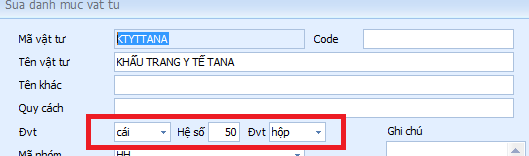 Sửa danh mục vật tư
Mã vật tư KTYTTANA Code
Tên vật tư KHẨU TRANG Y TẾ TANA
Tên khác
Quy cách
Đvt cái Hệ số 50 Đvt hộp Ghi chú
Mã nhóm HH